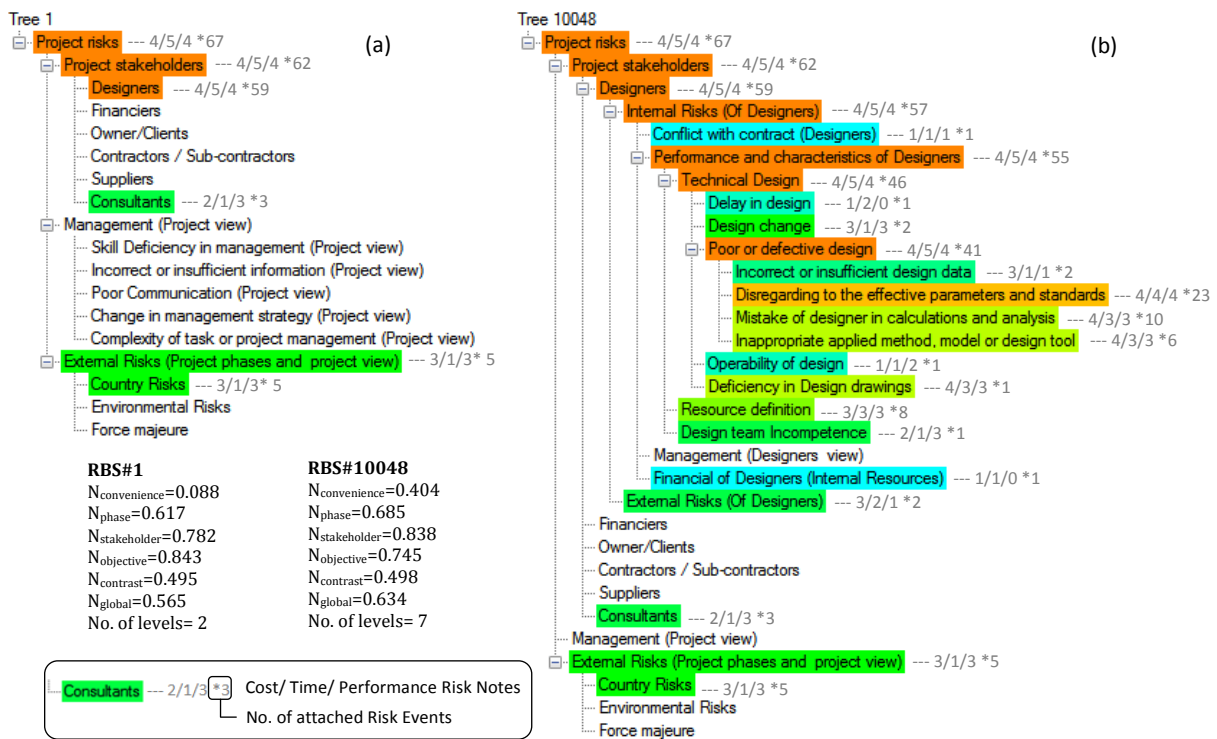 Tree 1
(a)
Project risks --- 4/5/4 *67
Project stakeholders --- 4/5/4 *62
Designers --- 4/5/4 *59
Financiers
Owner/Clients
Contractors / Sub-contractors
Suppliers
Consultants --- 2/1/3 *3
Management (Project view)
Skill Deficiency in management (Project view)
Incorrect or insufficient information (Project view)
Poor Communication (Project view)
Change in management strategy (Project view)
Complexity of task or project management (Project view)
External Risks (Project phases and project view) --- 3/1/3* 5
Country Risks --- 3/1/3* 5
Environmental Risks
Force majeure
RBS#1
Nconvenience=0.088
Nphase=0.617
Nstakeholder=0.782
Nobjective=0.843
Ncontrast=0.495
Nglobal=0.565
No. of levels= 2
RBS#10048
Nconvenience=0.404
Nphase=0.685
Nstakeholder=0.838
Nobjective=0.745
Ncontrast=0.498
Nglobal=0.634
No. of levels= 7
Consultants --- 2/1/3 *3 Cost/ Time/ Performance Risk Notes
No. of attached Risk Events
Tree 10048
(b)
Project risks --- 4/5/4 *67
Project stakeholders --- 4/5/4 *62
Designers --- 4/5/4 *59
Internal Risks (Of Designers) --- 4/5/4 *57
Conflict with contract (Designers) --- 1/1/1 *1
Performance and characteristics of Designers --- 4/5/4 *55
Technical Design --- 4/5/4 *46
Delay in design --- 1/2/0 *1
Design change --- 3/1/3 *2
Poor or defective design --- 4/5/4 *41
Incorrect or insufficient design data --- 3/1/1 *2
Disregarding to the effective parameters and standards --- 4/4/4 *23
Mistake of designer in calculations and analysis --- 4/3/3 *10
Inappropriate applied method, model or design tool --- 4/3/3 *6
Operability of design --- 1/1/2 *1
Deficiency in Design drawings --- 4/3/3 *1
Resource definition --- 3/3/3 *8
Design team Incompetence --- 2/1/3 *1
Management (Designers view)
Financial of Designers (Internal Resources) --- 1/1/0 *1
External Risks (Of Designers) --- 3/2/1 *2
Financiers
Owner/Clients
Contractors / Sub-contractors
Suppliers
Consultants --- 2/1/3 *3
Management (Project view)
External Risks (Project phases and project view) --- 3/1/3 *5
Country Risks --- 3/1/3 *5
Environmental Risks
Force majeure